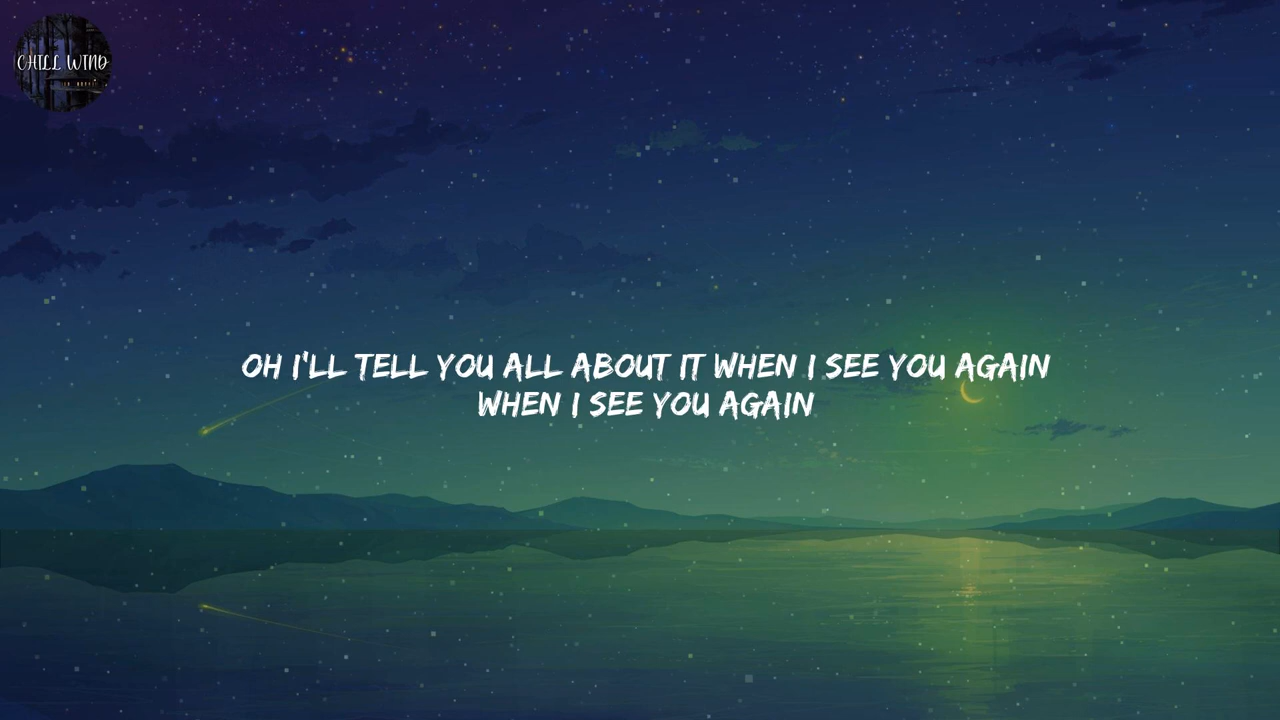 CHILL WIND
OH I'LL TELL YOU ALL ABOUT IT WHEN I SEE YOU AGAIN
WHEN I SEE YOU AGAIN